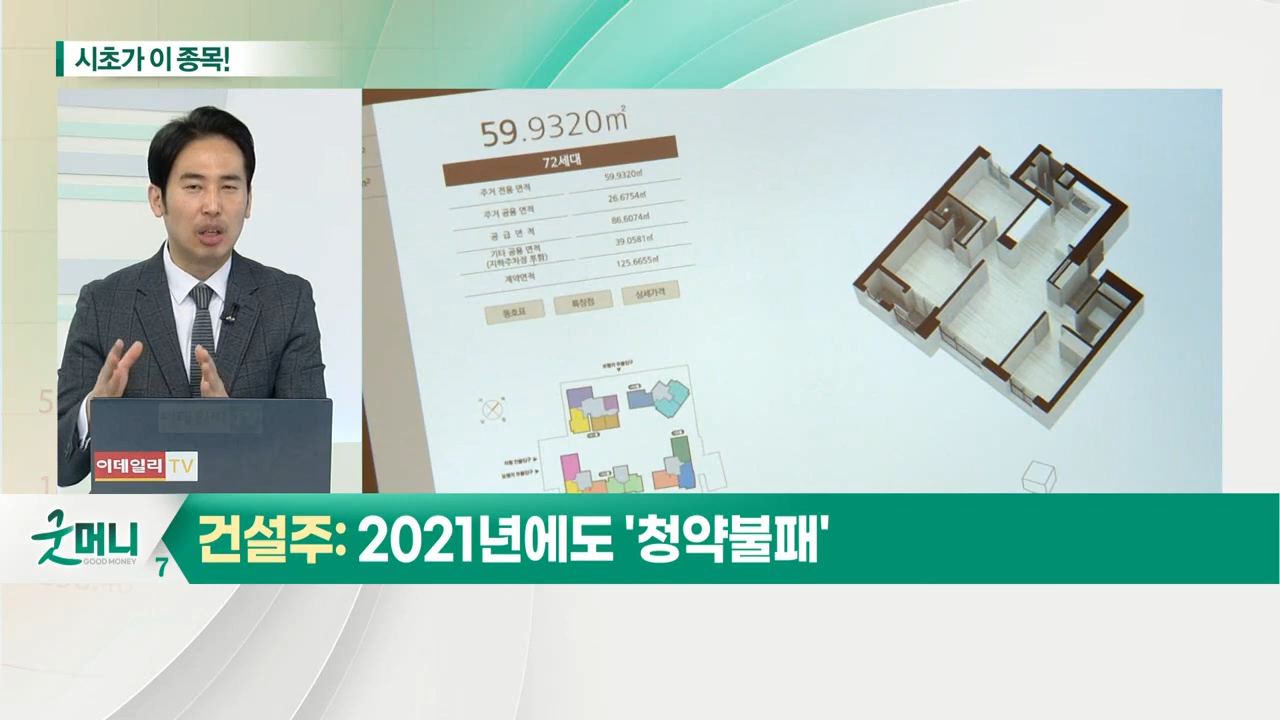 시초가 이 종목!
59.9320㎡
72세대
주거 전용 면적 59.9320㎡
주거 공용 면적 26.6754㎡
공 급 면 적 86.6074㎡
기타 공용 면적
(지하주차장 포함) 39.0581㎡
계약면적 125.6655㎡
동호표 특장점 상세가격
이데일리 TV
굿머니
GOOD MONEY
7
건설주: 2021년에도 '청약불패'